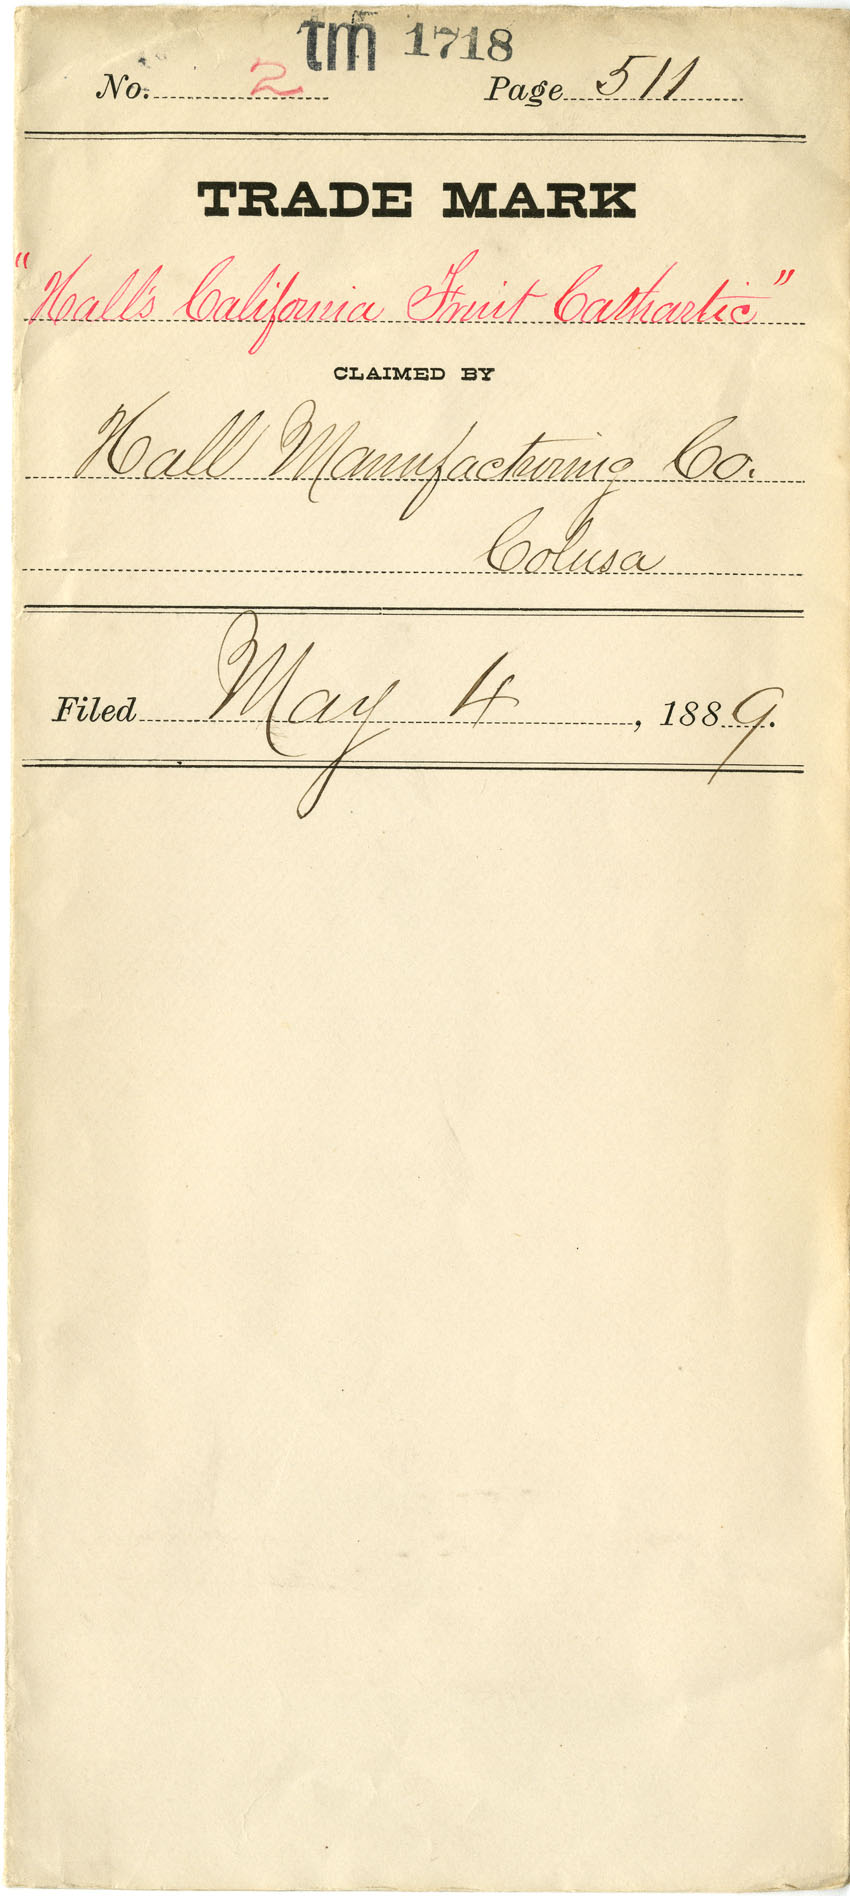 tm 1718
No. 2 Page 511
TRADE MARK
"Hall's California Fruit Cathartic"
CLAIMED BY
Hall Manufacturing Co.
Colusa
Filed May 4, 1889.